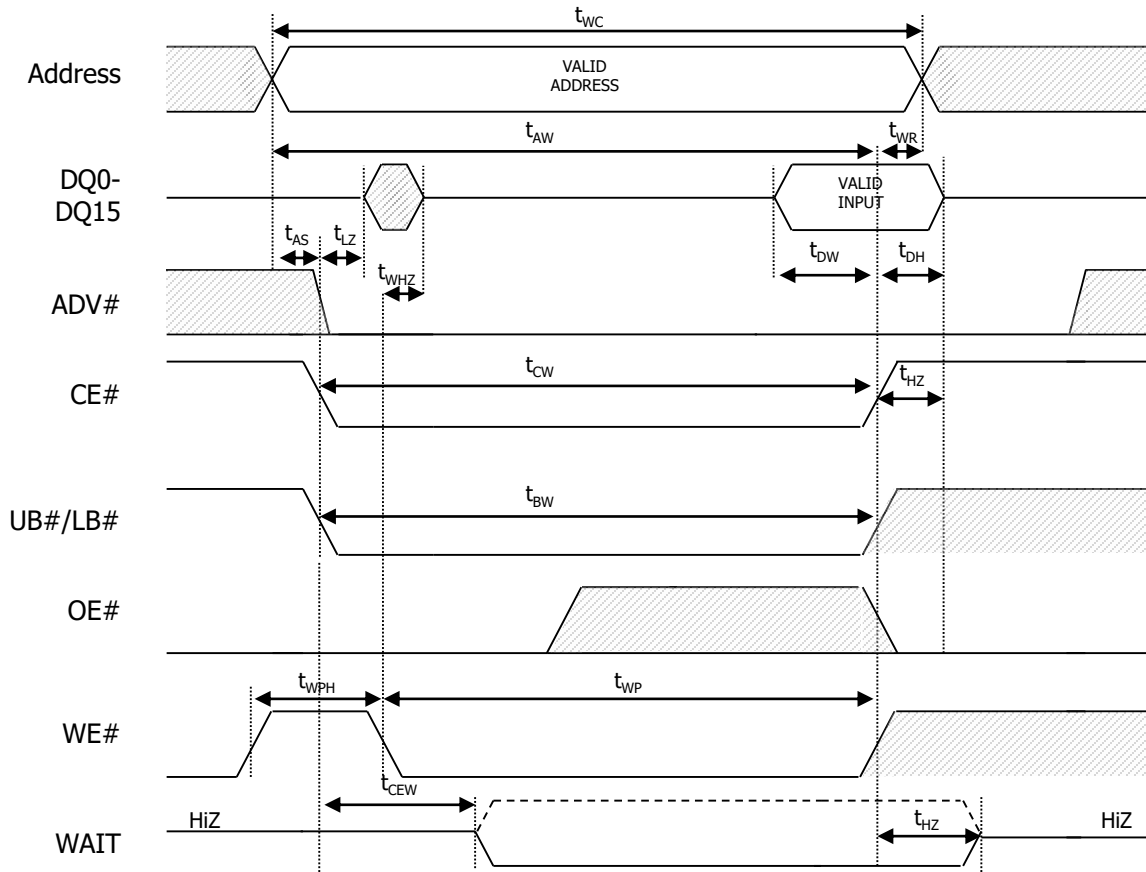 tWC
Address
VALID
ADDRESS
tAW
tWR
DQ0-
DQ15
VALID
INPUT
tAS
tLZ
tDW
tDH
tWHZ
ADV#
tCW
CE#
tHZ
tBW
UB#/LB#
OE#
tWPH
tWP
WE#
tCEW
HiZ
tHZ
HiZ
WAIT